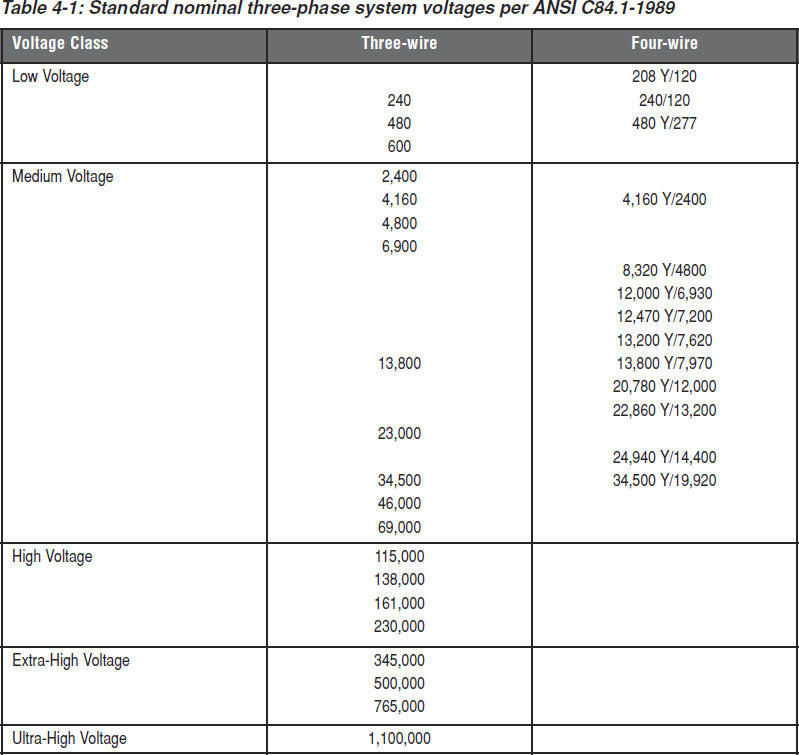 Table 4-1: Standard nominal three-phase system voltages per ANSI C84.1-1989
Voltage Class Three-wire Four-wire
Low Voltage 208 Y/120
240 240/120
480 480 Y/277
600
Medium Voltage 2,400
4,160 4,160 Y/2400
4,800
6,900
8,320 Y/4800
12,000 Y/6,930
12,470 Y/7,200
13,200 Y/7,620
13,800 13,800 Y/7,970
20,780 Y/12,000
22,860 Y/13,200
23,000
24,940 Y/14,400
34,500 34,500 Y/19,920
46,000
69,000
High Voltage 115,000
138,000
161,000
230,000
Extra-High Voltage 345,000
500,000
765,000
Ultra-High Voltage 1,100,000